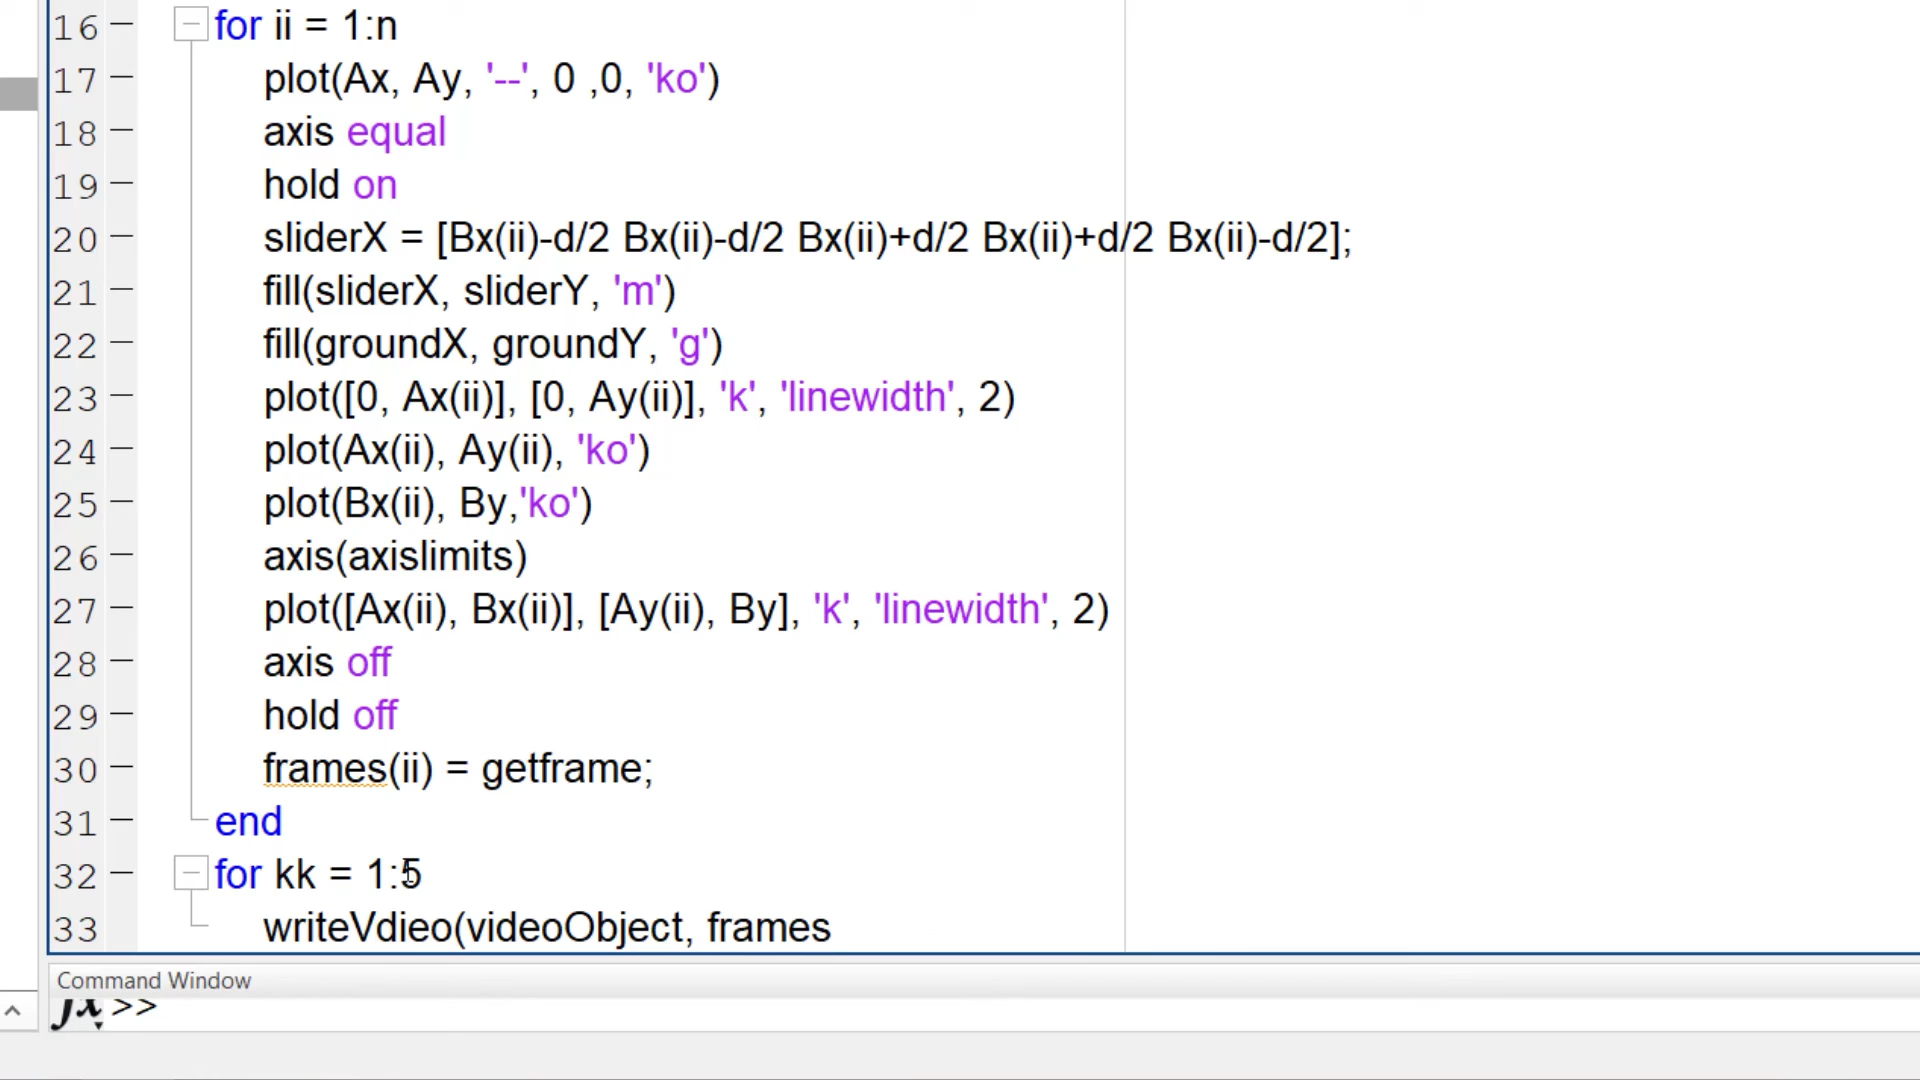 16 – for ii = 1:n
17 – plot(Ax, Ay, '--', 0 ,0, 'ko')
18 – axis equal
19 – hold on
20 – sliderX = [Bx(ii)-d/2 Bx(ii)-d/2 Bx(ii)+d/2 Bx(ii)+d/2 Bx(ii)-d/2];
21 – fill(sliderX, sliderY, 'm')
22 – fill(groundX, groundY, 'g')
23 – plot([0, Ax(ii)], [0, Ay(ii)], 'k', 'linewidth', 2)
24 – plot(Ax(ii), Ay(ii), 'ko')
25 – plot(Bx(ii), By,'ko')
26 – axis(axislimits)
27 – plot([Ax(ii), Bx(ii)], [Ay(ii), By], 'k', 'linewidth', 2)
28 – axis off
29 – hold off
30 – frames(ii) = getframe;
31 – end
32 – for kk = 1:5
33 writeVdieo(videoObject, frames
Command Window
fx >>